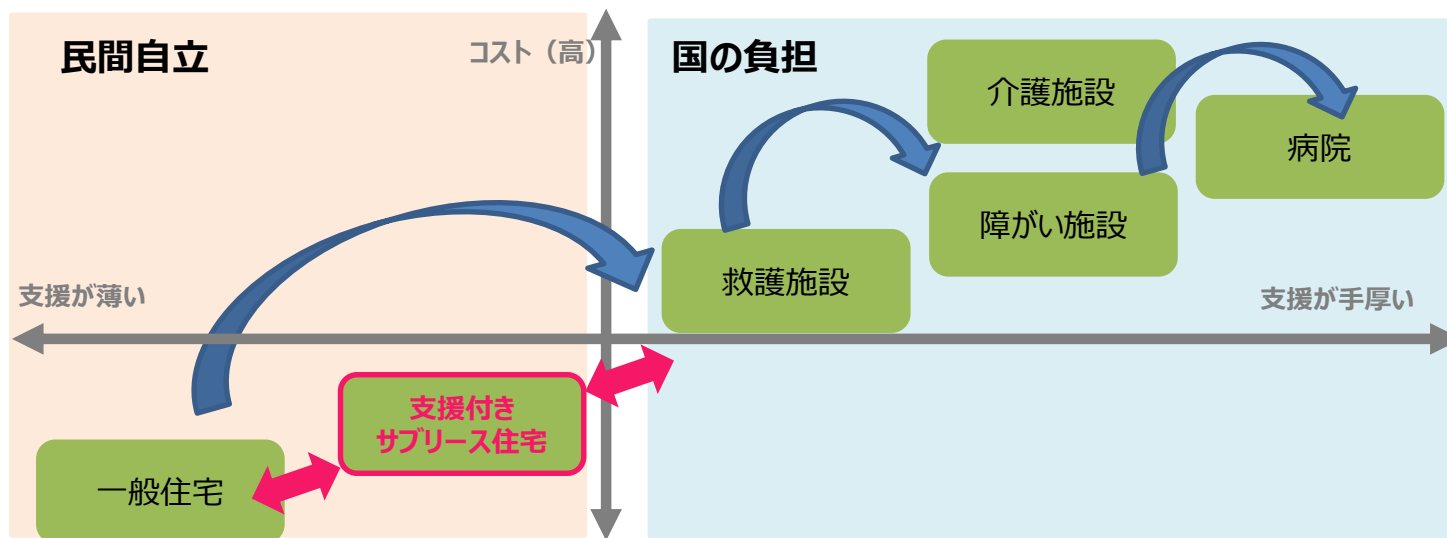 民間自立
コスト（高）
国の負担
介護施設
病院
障がい施設
救護施設
支援が薄い
支援が手厚い
支援付き
サブリース住宅
一般住宅